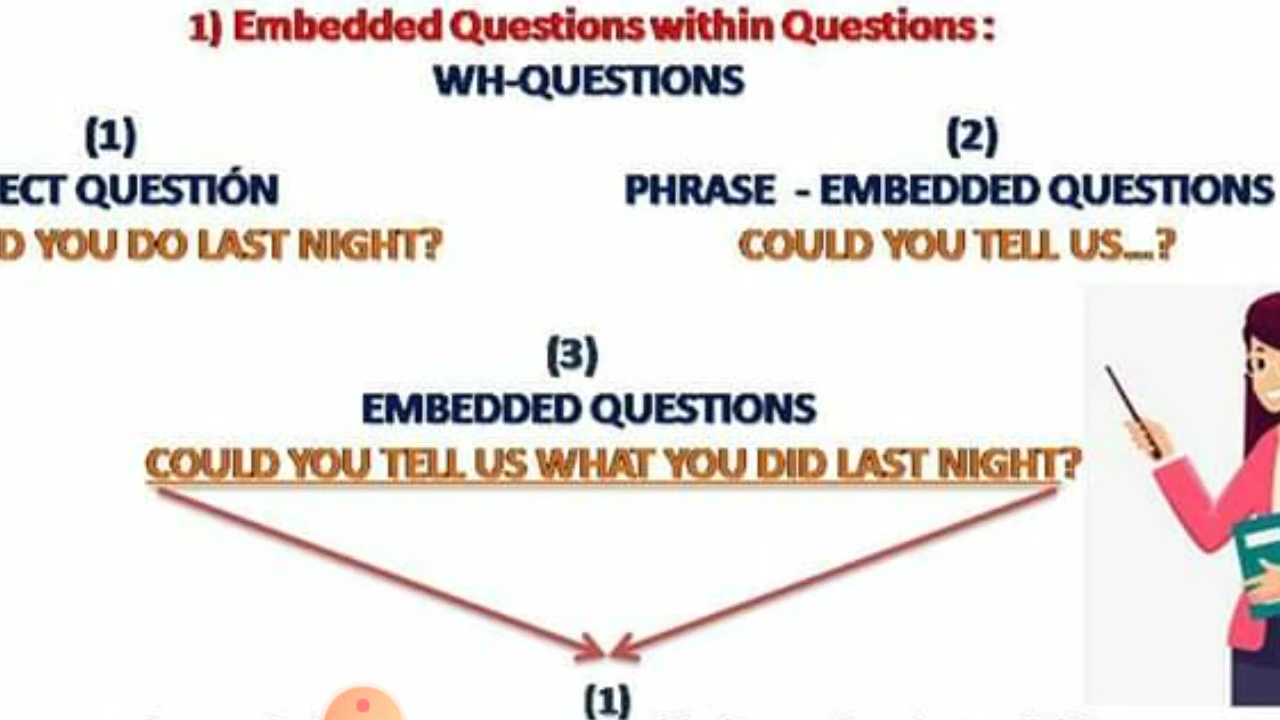 1) Embedded Questions within Questions :
WH-QUESTIONS
(1)
ECT QUESTIÓN
D YOU DO LAST NIGHT?
(2)
PHRASE - EMBEDDED QUESTIONS
COULD YOU TELL US...?
(3)
EMBEDDED QUESTIONS
COULD YOU TELL US WHAT YOU DID LAST NIGHT?
(1)